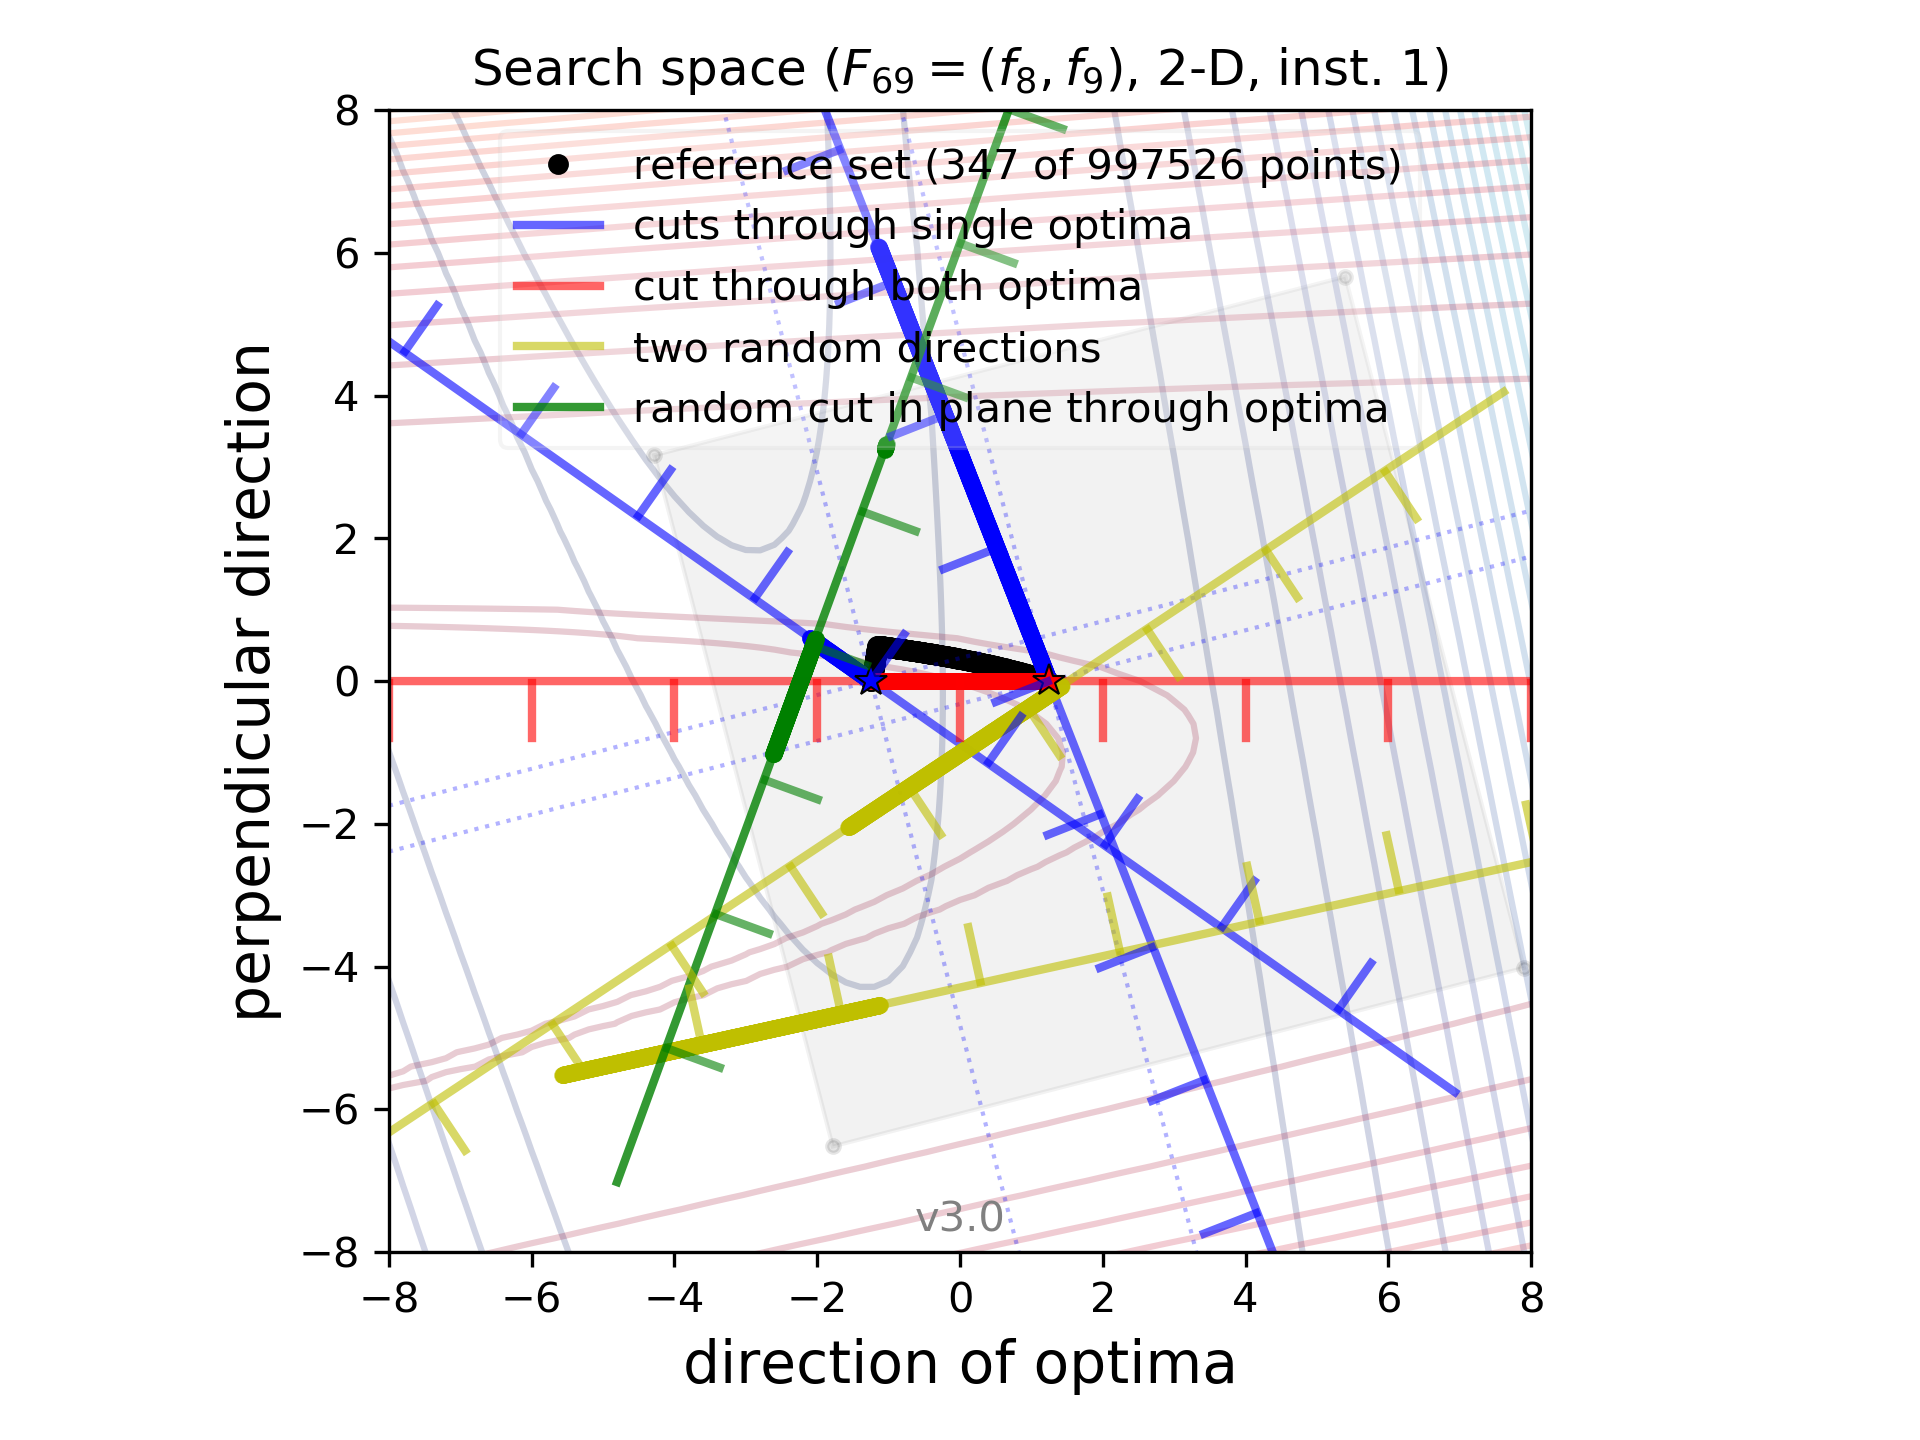 Search space (F69 = (f8, f9), 2-D, inst. 1)
reference set (347 of 997526 points)
cuts through single optima
cut through both optima
two random directions
random cut in plane through optima
perpendicular direction
8
6
4
2
0
−2
−4
−6
−8
v3.0
−8 −6 −4 −2 0 2 4 6 8
direction of optima